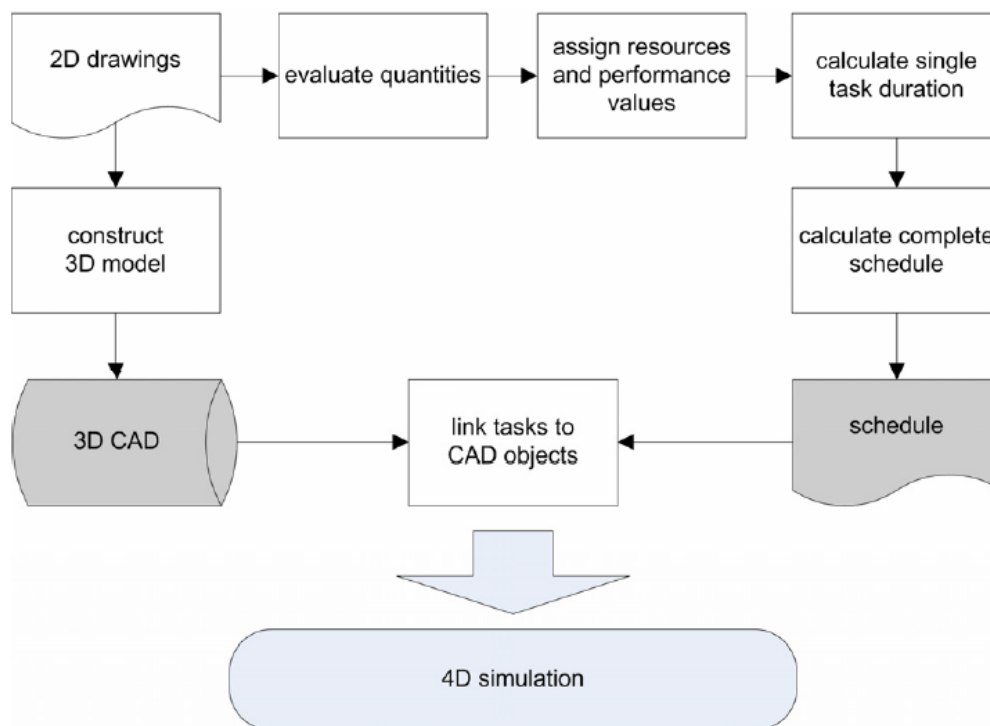 2D drawings
evaluate quantities
assign resources
and performance
values
calculate single
task duration
construct
3D model
calculate complete
schedule
3D CAD
link tasks to
CAD objects
schedule
4D simulation